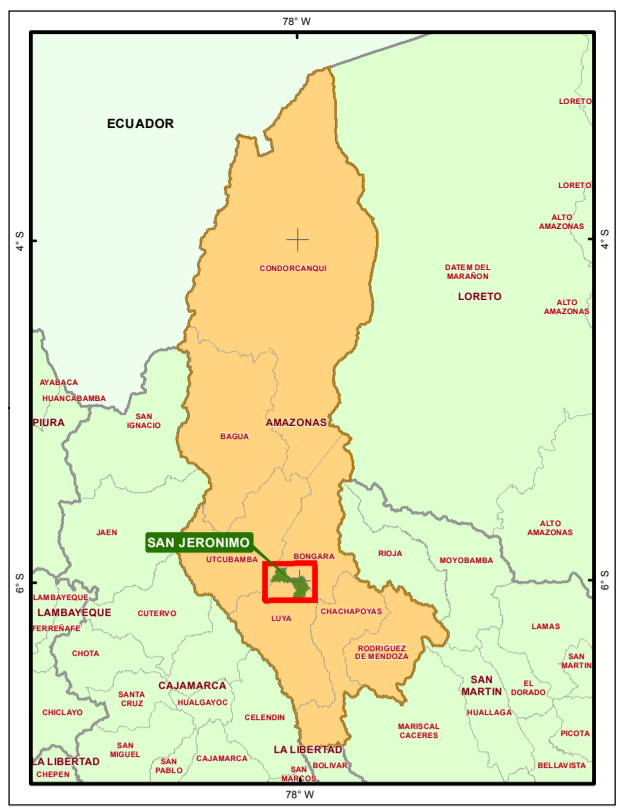 78° W
ECUADOR
LORETO
LORETO
ALTO
AMAZONAS
4° S
4° S
CONDORCANQUI
DATEM DEL
MARAÑON
LORETO
ALTO
AMAZONAS
AYABACA
HUANCABAMBA
PIURA
SAN
IGNACIO
BAGUA
AMAZONAS
JAEN
SAN JERONIMO
UTCUBAMBA
BONGARA
RIOJA
MOYOBAMBA
ALTO
AMAZONAS
6° S
6° S
LAMBAYEQUE
LAMBAYEQUE
FERREÑAFE
CUTERVO
LUYA
CHACHAPOYAS
LAMAS
CHOTA
RODRIGUEZ
DE MENDOZA
SAN
MARTIN
CAJAMARCA
SANTA
CRUZ
HUALGAYOC
SAN
MARTIN
EL
DORADO
CHICLAYO
CELENDIN
HUALLAGA
MARISCAL
CACERES
PICOTA
SAN
MIGUEL
LA LIBERTAD
LA LIBERTAD
CHEPEN
SAN
PABLO
CAJAMARCA
SAN
MARCOS
BOLIVAR
BELLAVISTA
78° W